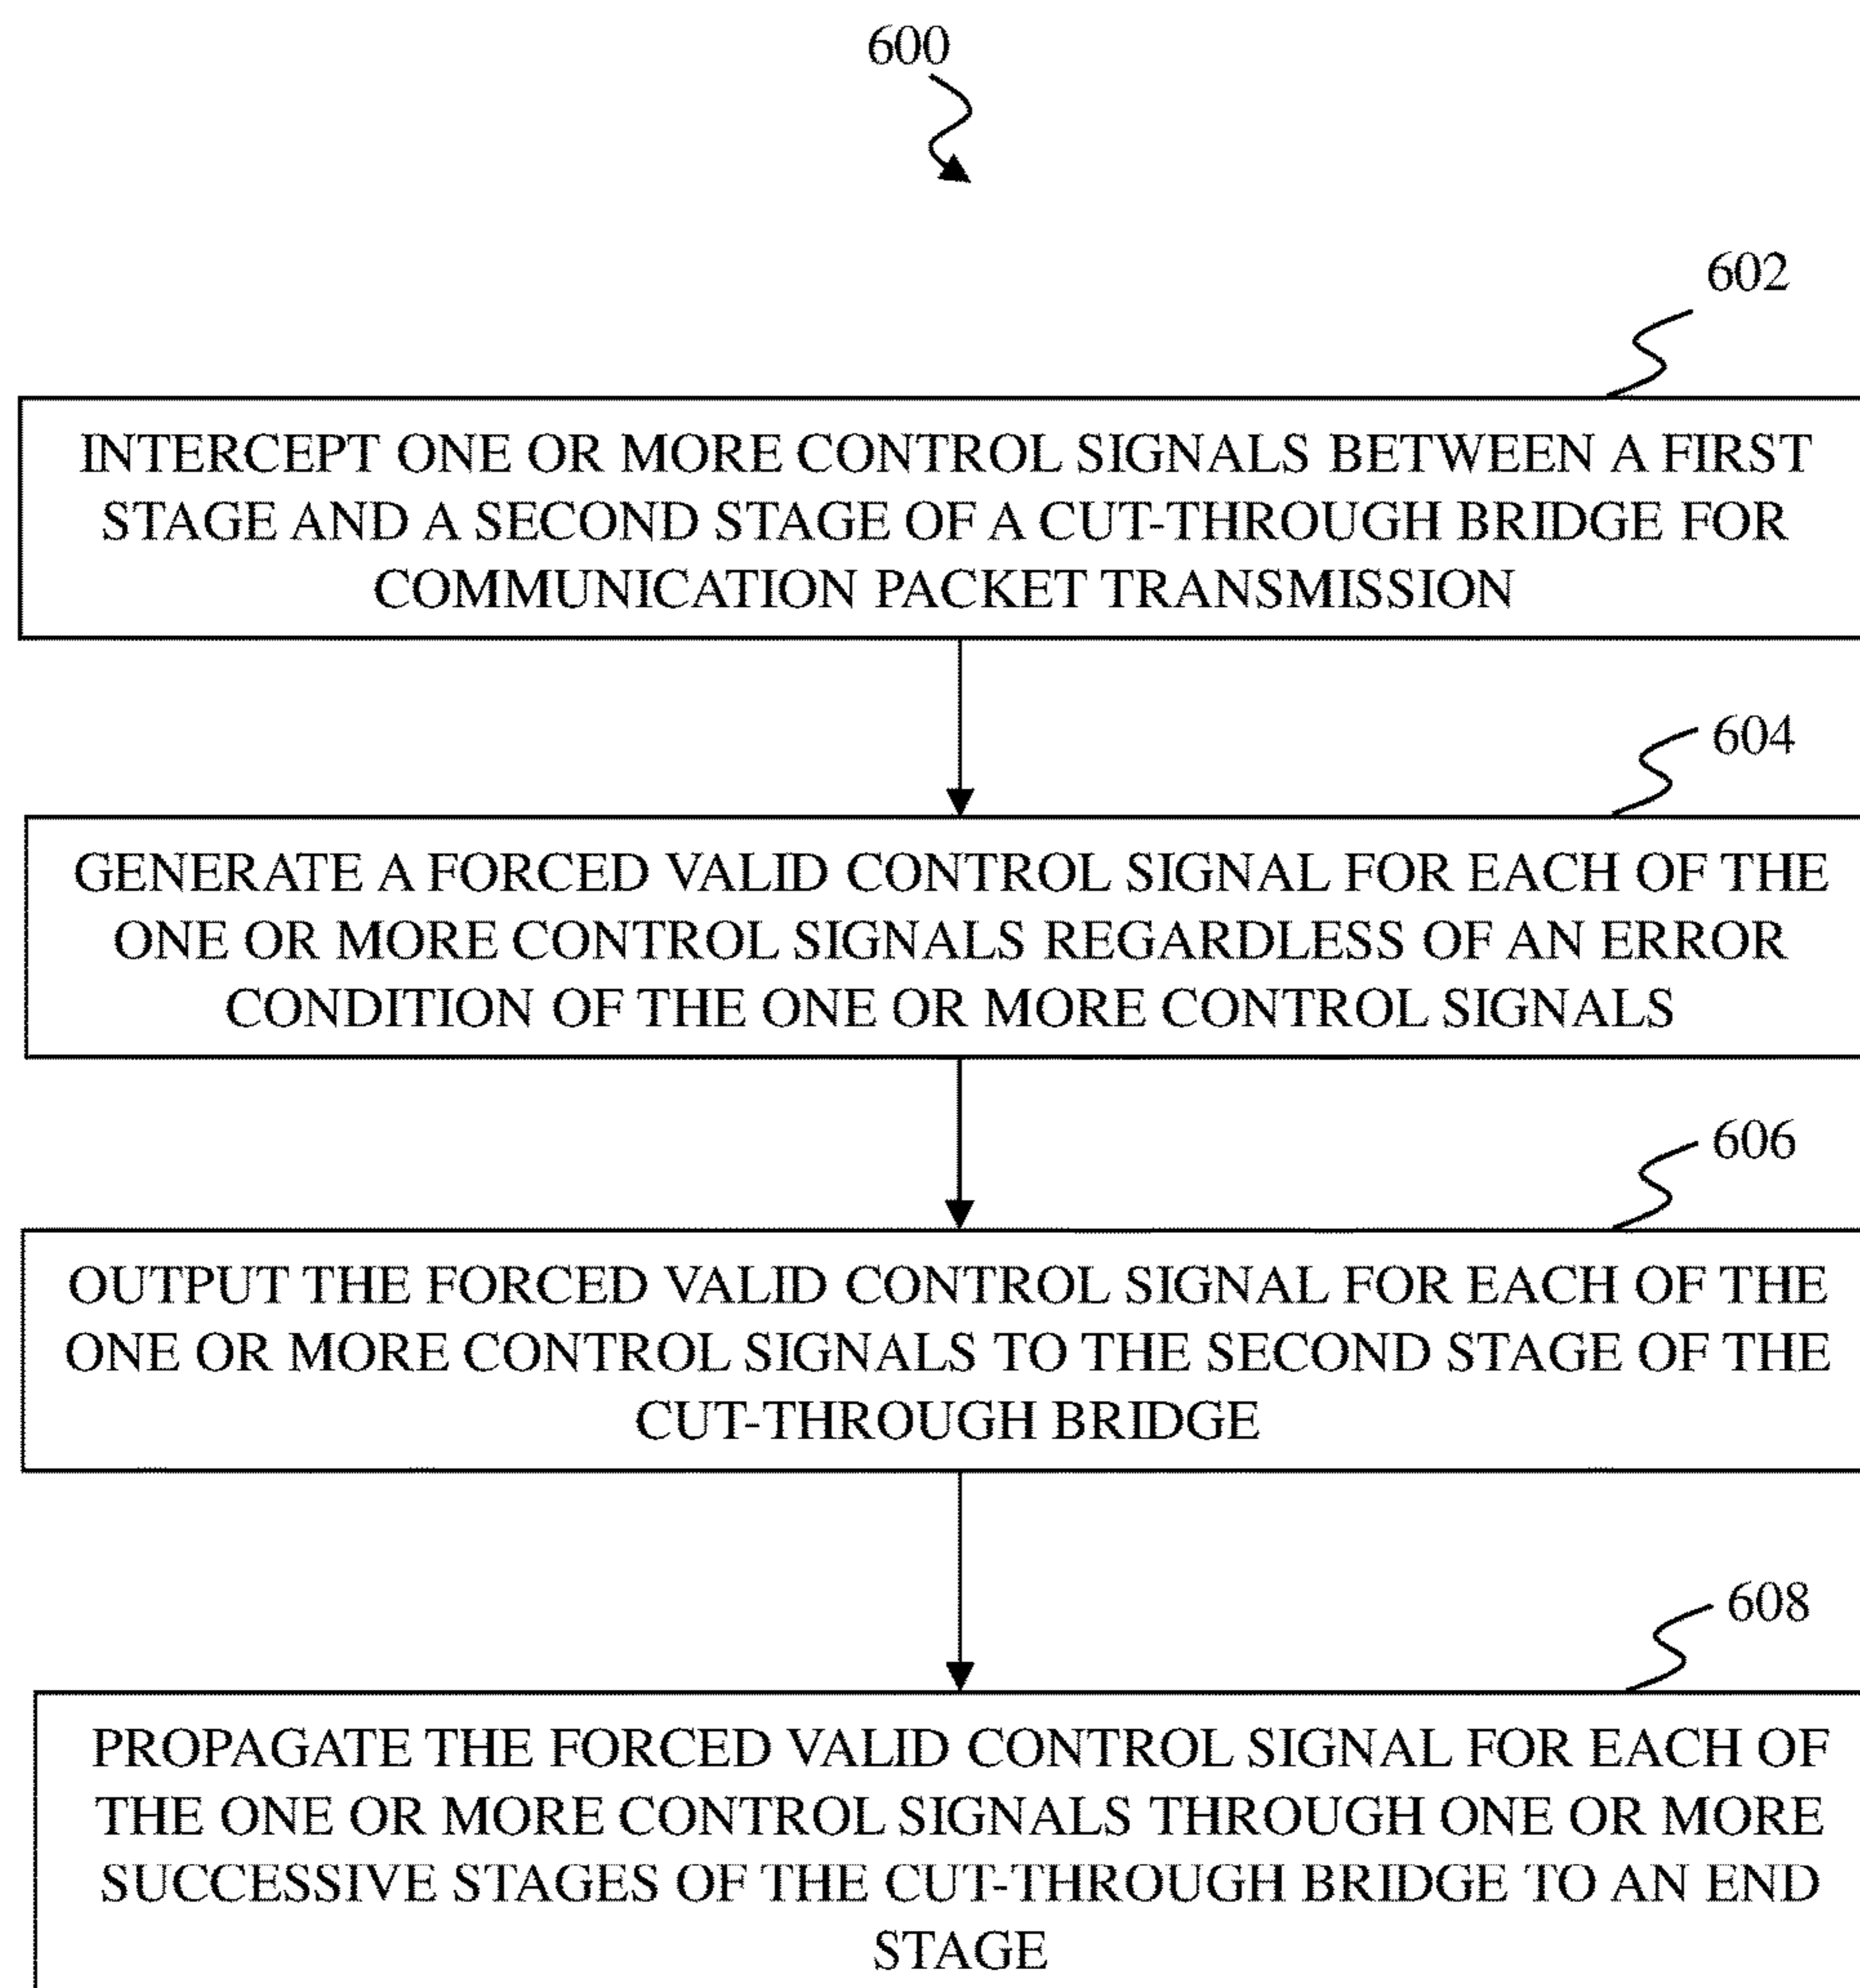 600
602
INTERCEPT ONE OR MORE CONTROL SIGNALS BETWEEN A FIRST
STAGE AND A SECOND STAGE OF A CUT-THROUGH BRIDGE FOR
COMMUNICATION PACKET TRANSMISSION
604
GENERATE A FORCED VALID CONTROL SIGNAL FOR EACH OF THE
ONE OR MORE CONTROL SIGNALS REGARDLESS OF AN ERROR
CONDITION OF THE ONE OR MORE CONTROL SIGNALS
606
OUTPUT THE FORCED VALID CONTROL SIGNAL FOR EACH OF THE
ONE OR MORE CONTROL SIGNALS TO THE SECOND STAGE OF THE
CUT-THROUGH BRIDGE
608
PROPAGATE THE FORCED VALID CONTROL SIGNAL FOR EACH OF
THE ONE OR MORE CONTROL SIGNALS THROUGH ONE OR MORE
SUCCESSIVE STAGES OF THE CUT-THROUGH BRIDGE TO AN END
STAGE